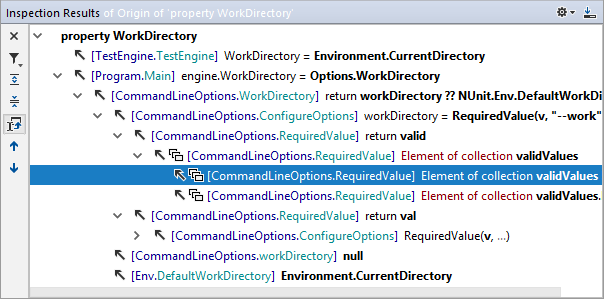 Inspection Results of Origin of 'property WorkDirectory'
property WorkDirectory
[TestEngine.TestEngine] WorkDirectory = Environment.CurrentDirectory
[Program.Main] engine.WorkDirectory = Options.WorkDirectory
[CommandLineOptions.WorkDirectory] return workDirectory ?? NUnit.Env.DefaultWorkDi
[CommandLineOptions.ConfigureOptions] workDirectory = RequiredValue(v, "--work"
[CommandLineOptions.RequiredValue] return valid
[CommandLineOptions.RequiredValue] Element of collection validValues
[CommandLineOptions.RequiredValue] Element of collection validValues
[CommandLineOptions.RequiredValue] Element of collection validValues.
[CommandLineOptions.RequiredValue] return val
[CommandLineOptions.ConfigureOptions] RequiredValue(v, ...)
[CommandLineOptions.workDirectory] null
[Env.DefaultWorkDirectory] Environment.CurrentDirectory